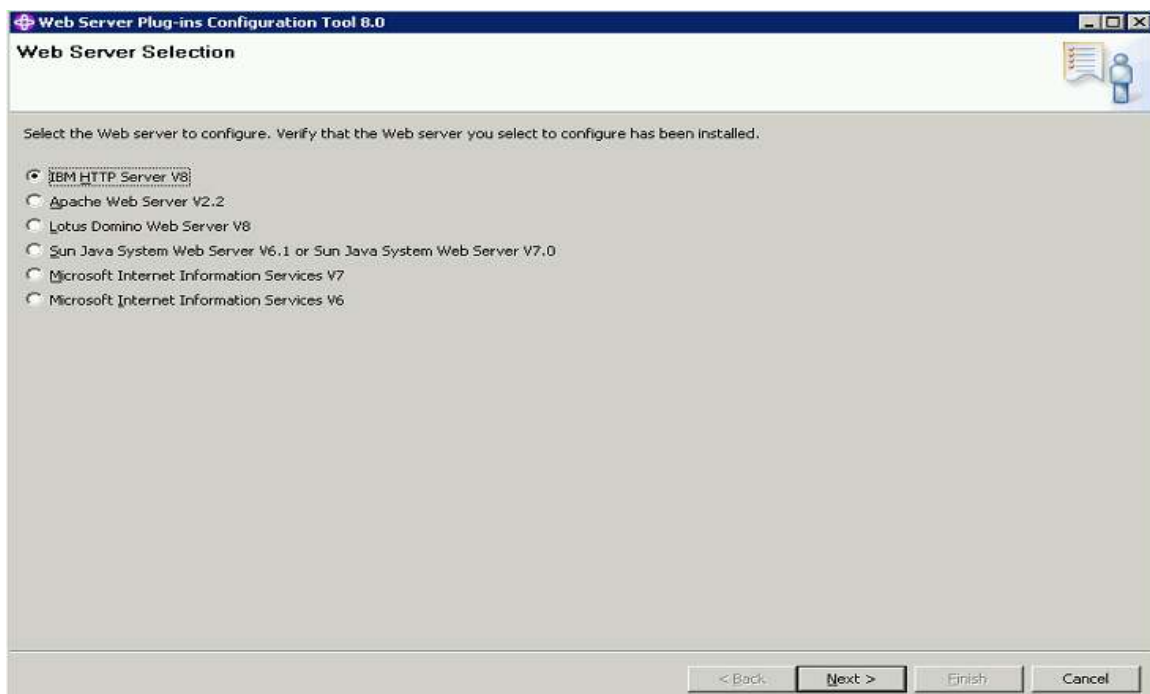 Web Server Plug-ins Configuration Tool 8.0
Web Server Selection
Select the Web server to configure. Verify that the Web server you select to configure has been installed.
IBM HTTP Server V8
Apache Web Server V2.2
Lotus Domino Web Server V8
Sun Java System Web Server V6.1 or Sun Java System Web Server V7.0
Microsoft Internet Information Services V7
Microsoft Internet Information Services V6
< Back Next > Finish Cancel